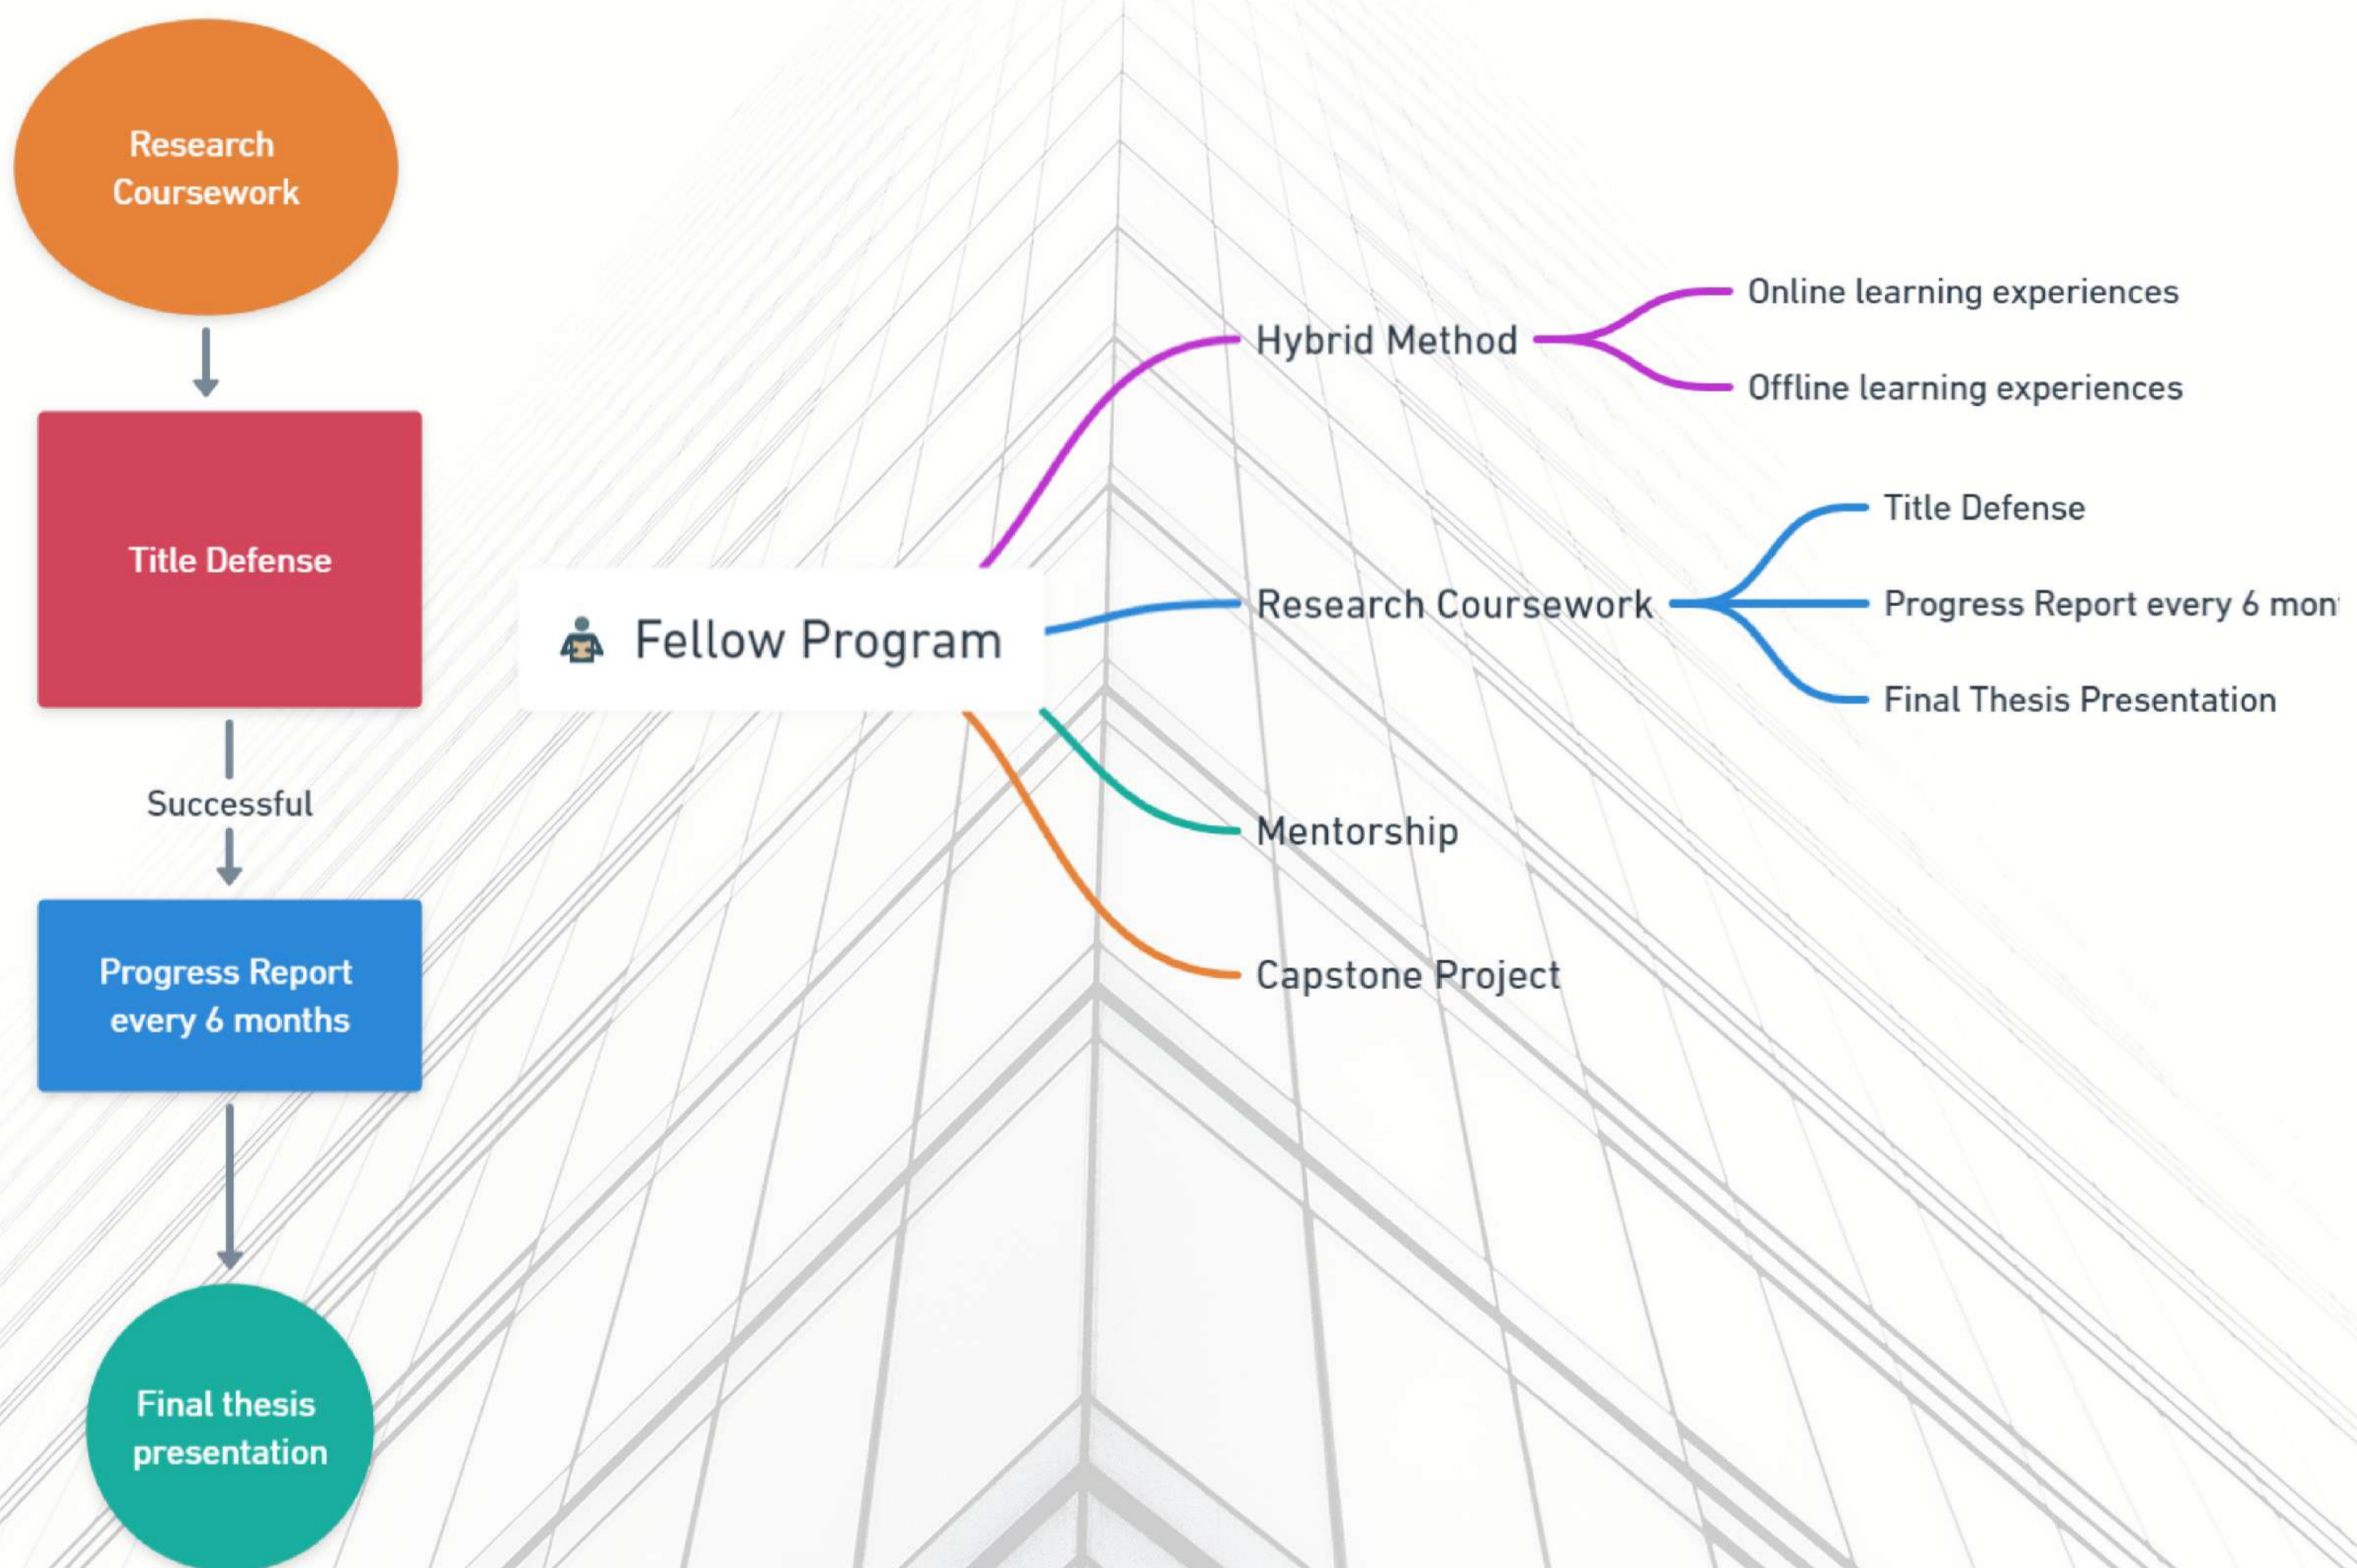 Research
Coursework
Title Defense
Successful
Progress Report
every 6 months
Final thesis
presentation
Fellow Program
Hybrid Method
Online learning experiences
Offline learning experiences
Research Coursework
Title Defense
Progress Report every 6
Final Thesis Presentation
Mentorship
Capstone Project